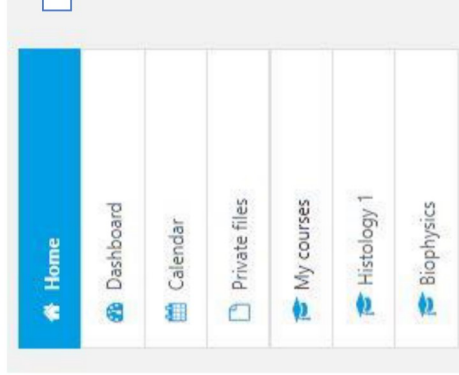 Home
Dashboard
Calendar
Private files
My courses
Histology 1
Biophysics